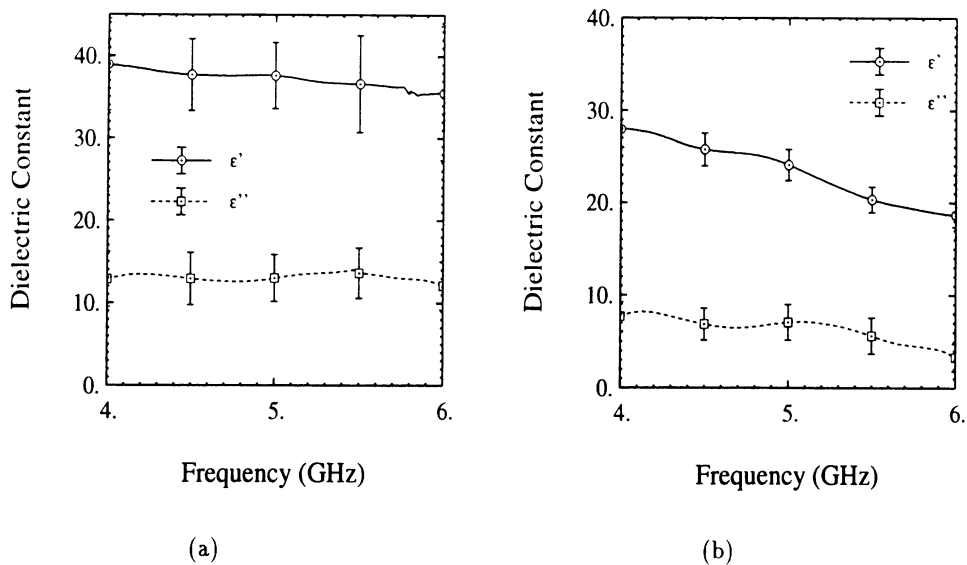 Dielectric Constant
40.
30.
20.
10.
0.
4.
5.
6.
Frequency (GHz)
ε'
ε''
(a)
Dielectric Constant
40.
30.
20.
10.
0.
4.
5.
6.
Frequency (GHz)
ε'
ε''
(b)